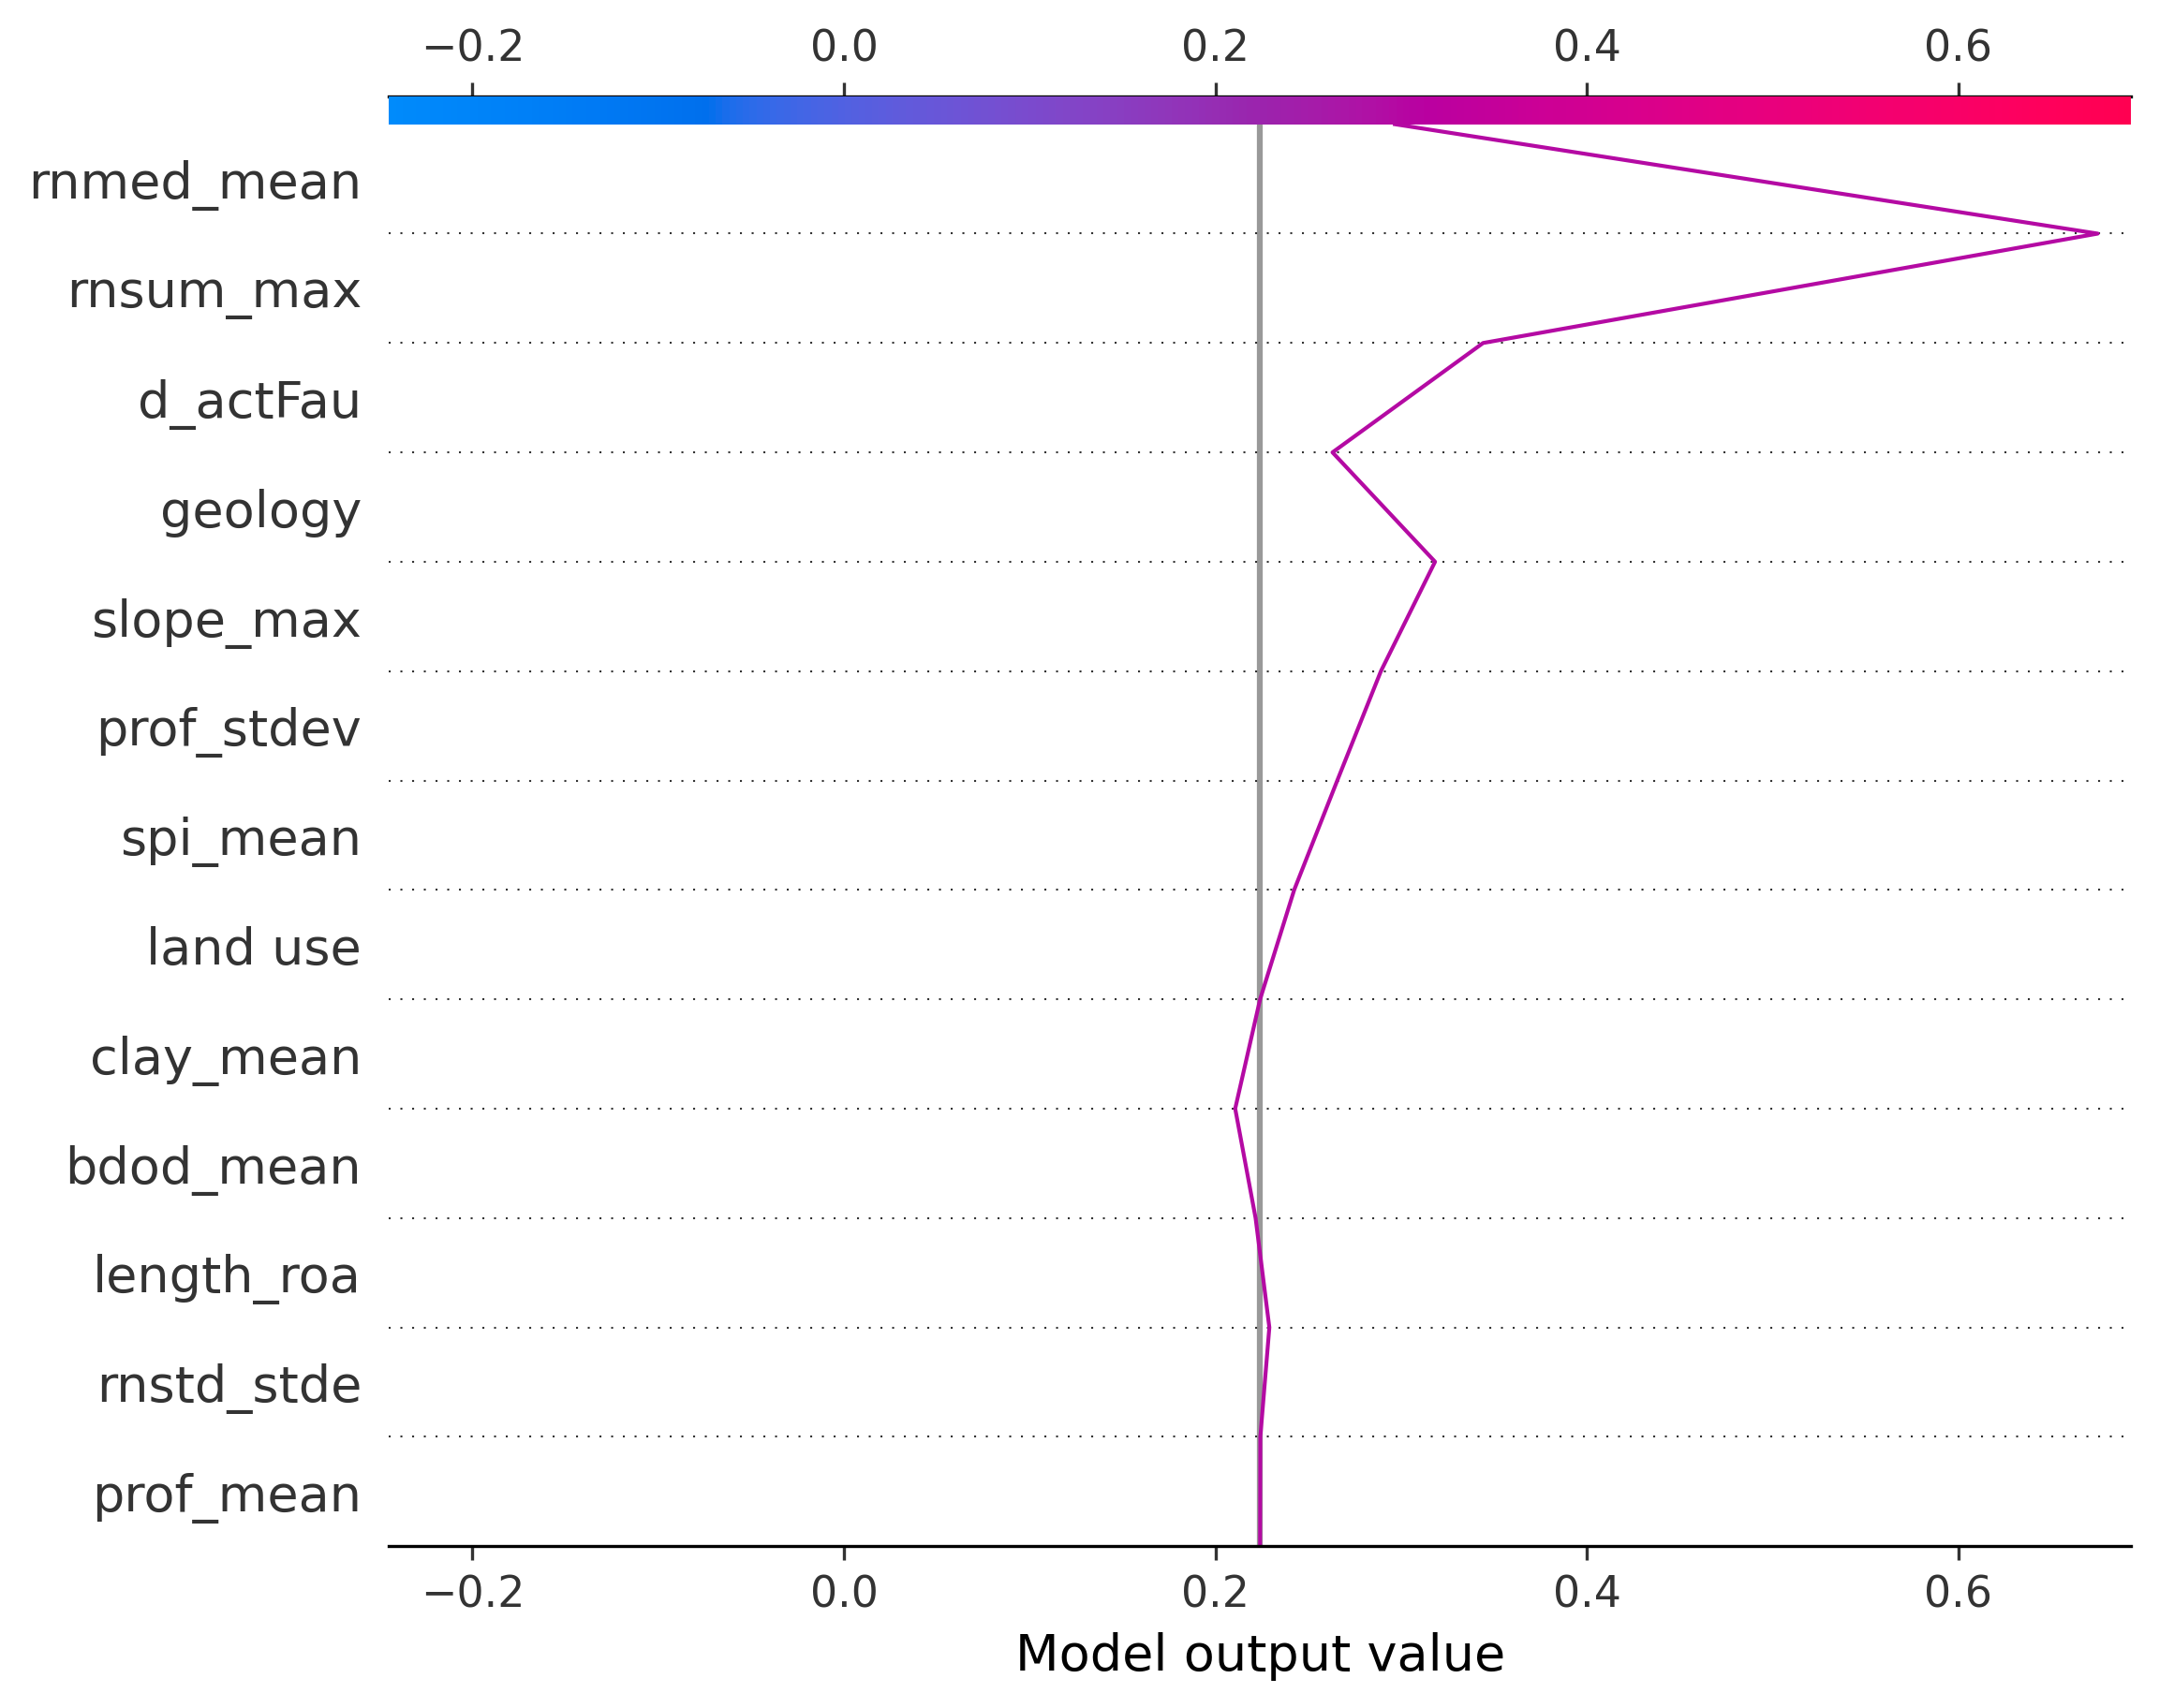 −0.2 0.0 0.2 0.4 0.6
rnmed_mean
rnsum_max
d_actFau
geology
slope_max
prof_stdev
spi_mean
land use
clay_mean
bdod_mean
length_roa
rnstd_stde
prof_mean
−0.2 0.0 0.2 0.4 0.6
Model output value